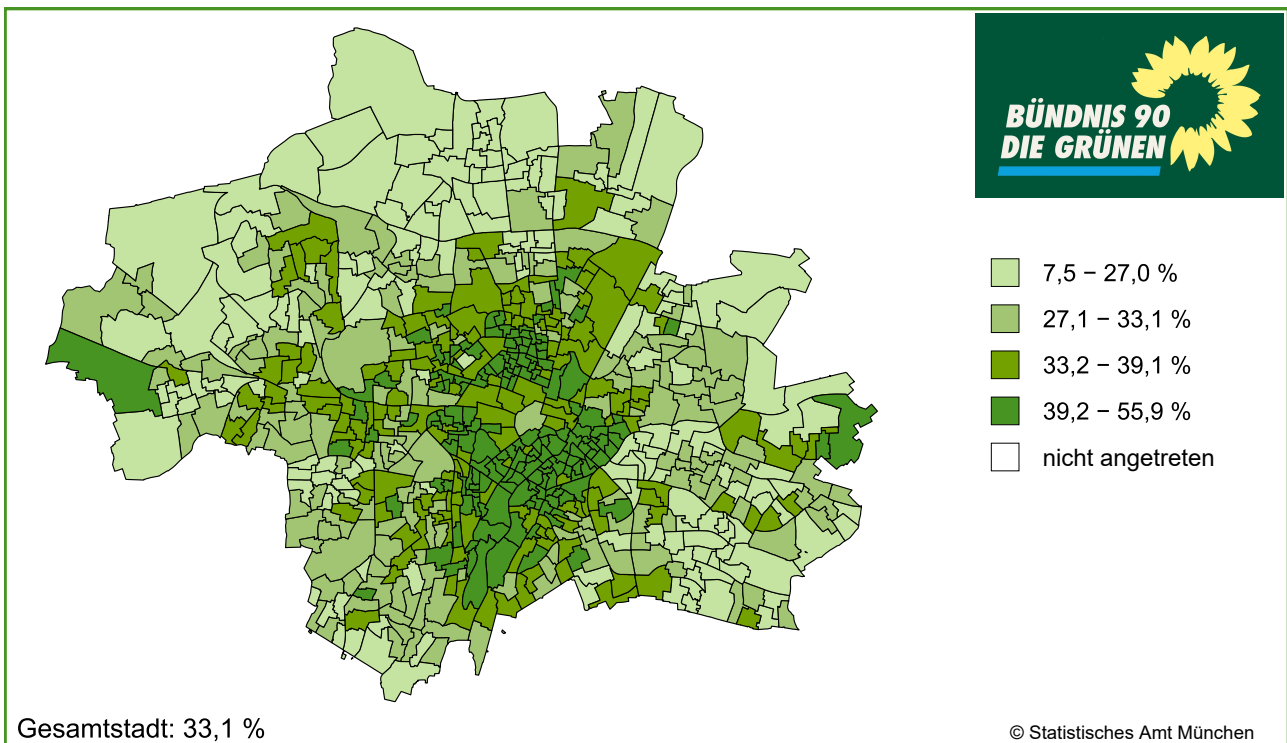 BÜNDNIS 90
DIE GRÜNEN
7,5 − 27,0 %
27,1 − 33,1 %
33,2 − 39,1 %
39,2 − 55,9 %
nicht angetreten
Gesamtstadt: 33,1 %
© Statistisches Amt München